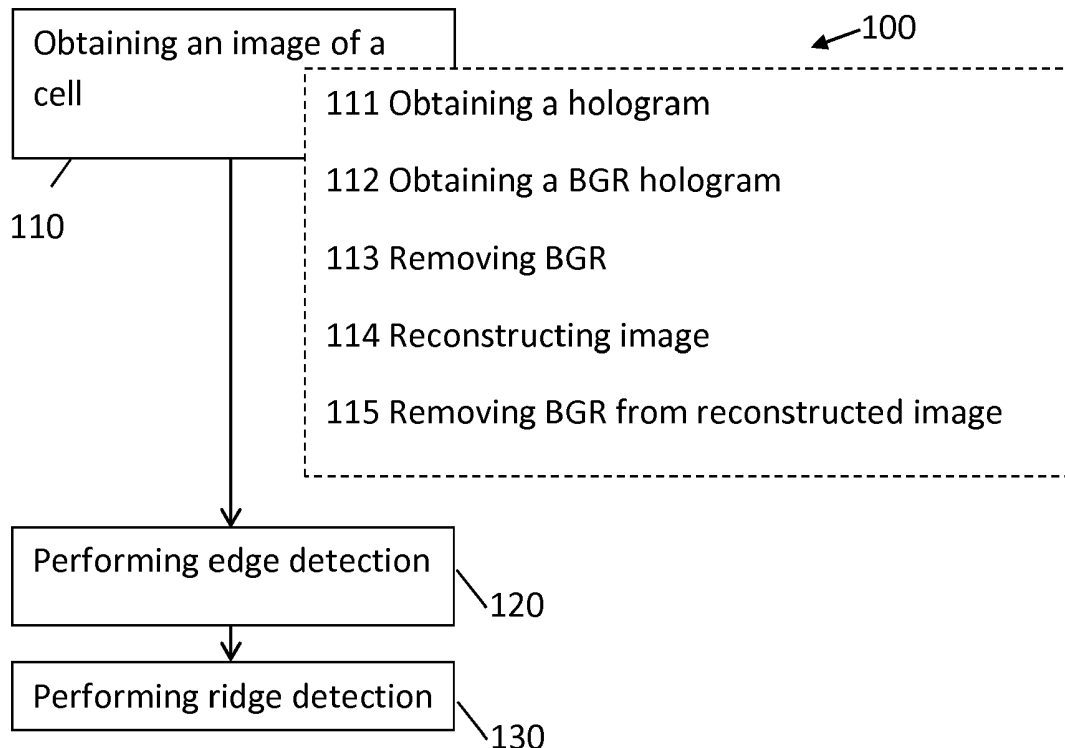 Obtaining an image of a
cell
100
111 Obtaining a hologram
112 Obtaining a BGR hologram
110
113 Removing BGR
114 Reconstructing image
115 Removing BGR from reconstructed image
Performing edge detection
120
Performing ridge detection
130